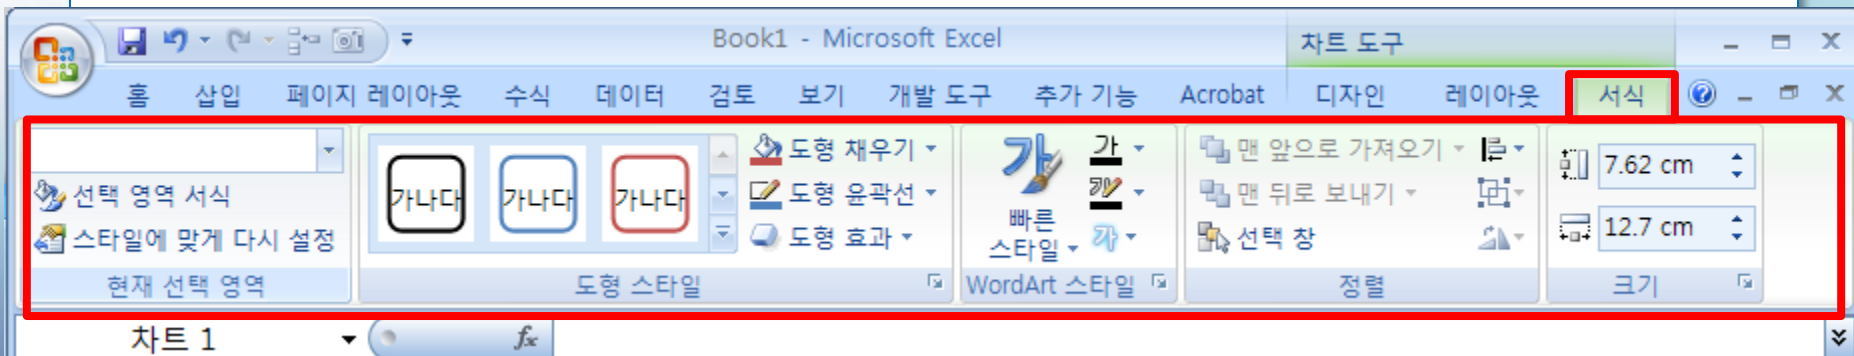 Book1 - Microsoft Excel 차트 도구
홈 삽입 페이지 레이아웃 수식 데이터 검토 보기 개발 도구 추가 기능 Acrobat 디자인 레이아웃 서식
선택 영역 서식
스타일에 맞게 다시 설정
현재 선택 영역
가나다 가나다 가나다
도형 채우기
도형 윤곽선
도형 효과
도형 스타일
가
빠른
스타일
가
가
가
WordArt 스타일
맨 앞으로 가져오기
맨 뒤로 보내기
선택 창
정렬
7.62 cm
12.7 cm
크기
차트 1 fx